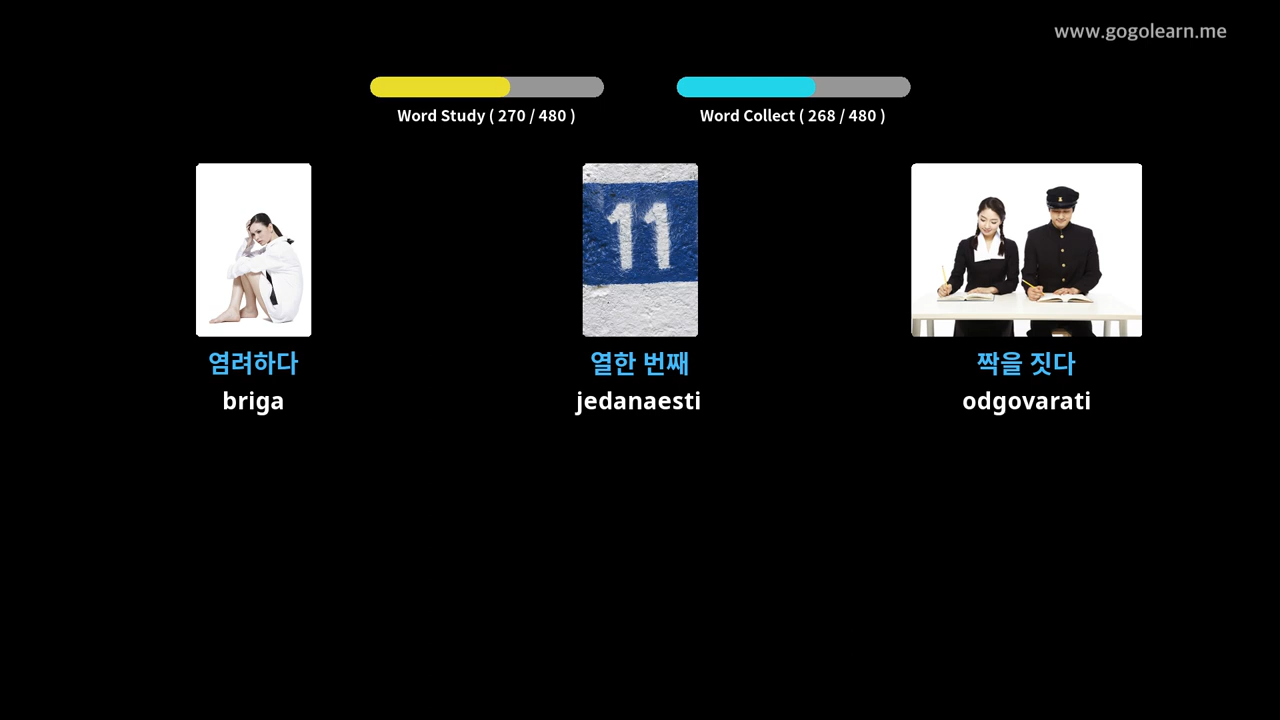 www.gogolearn.me
Word Study ( 270 / 480 )
Word Collect ( 268 / 480 )
11
염려하다
열한 번째
짝을 짓다
briga
jedanaesti
odgovarati